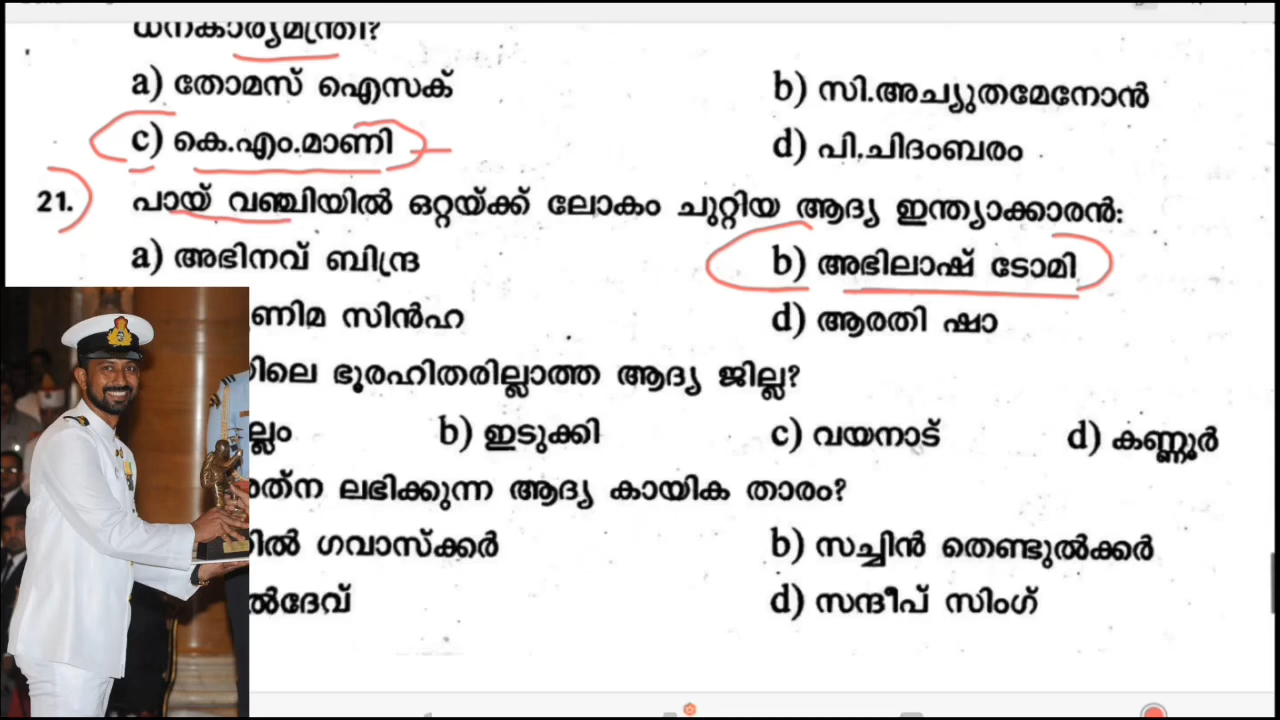 ധനകാര്യമന്ത്രി?
a) തോമസ് ഐസക് b) സി.അച്യുതമേനോൻ
c) കെ.എം.മാണി d) പി.ചിദംബരം
21. പായ് വഞ്ചിയിൽ ഒറ്റയ്ക്ക് ലോകം ചുറ്റിയ ആദ്യ ഇന്ത്യാക്കാരൻ:
a) അഭിനവ് ബിന്ദ്ര b) അഭിലാഷ് ടോമി
സിൻഹ d) ആരതി ഷാ
ഭൂരഹിതരില്ലാത്ത ആദ്യ ജില്ല?
b) ഇടുക്കി c) വയനാട് d) കണ്ണൂർ
ലഭിക്കുന്ന ആദ്യ കായിക താരം?
ഗവാസ്ക്കർ b) സച്ചിൻ തെണ്ടുൽക്കർ
d) സന്ദീപ് സിംഗ്